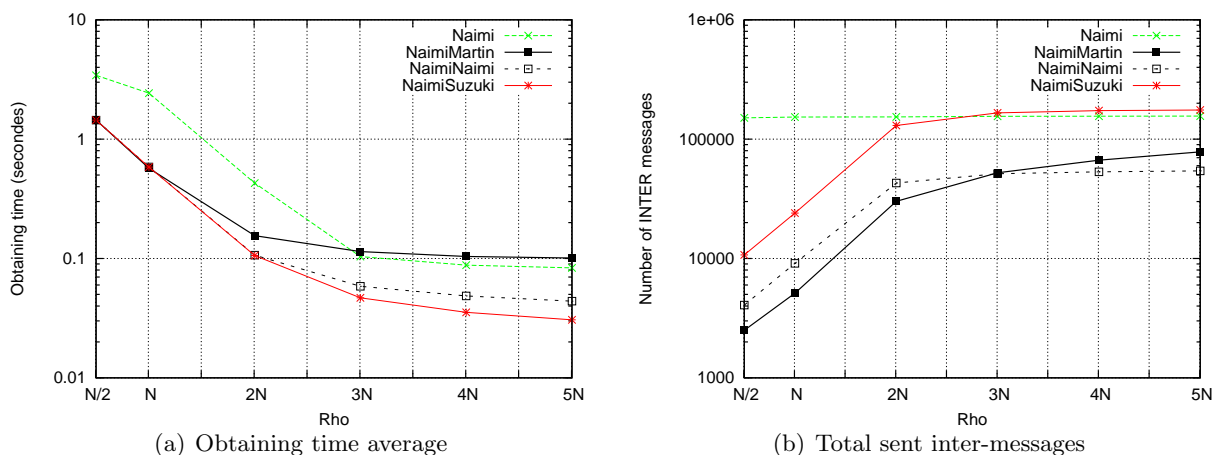 10
1
0.1
0.01
Obtaining time (secondes)
N/2 N 2N 3N 4N 5N
Rho
Naimi
NaimiMartin
NaimiNaimi
NaimiSuzuki
(a) Obtaining time average
1e+06
100000
10000
1000
Number of INTER messages
N/2 N 2N 3N 4N 5N
Rho
Naimi
NaimiMartin
NaimiNaimi
NaimiSuzuki
(b) Total sent inter-messages